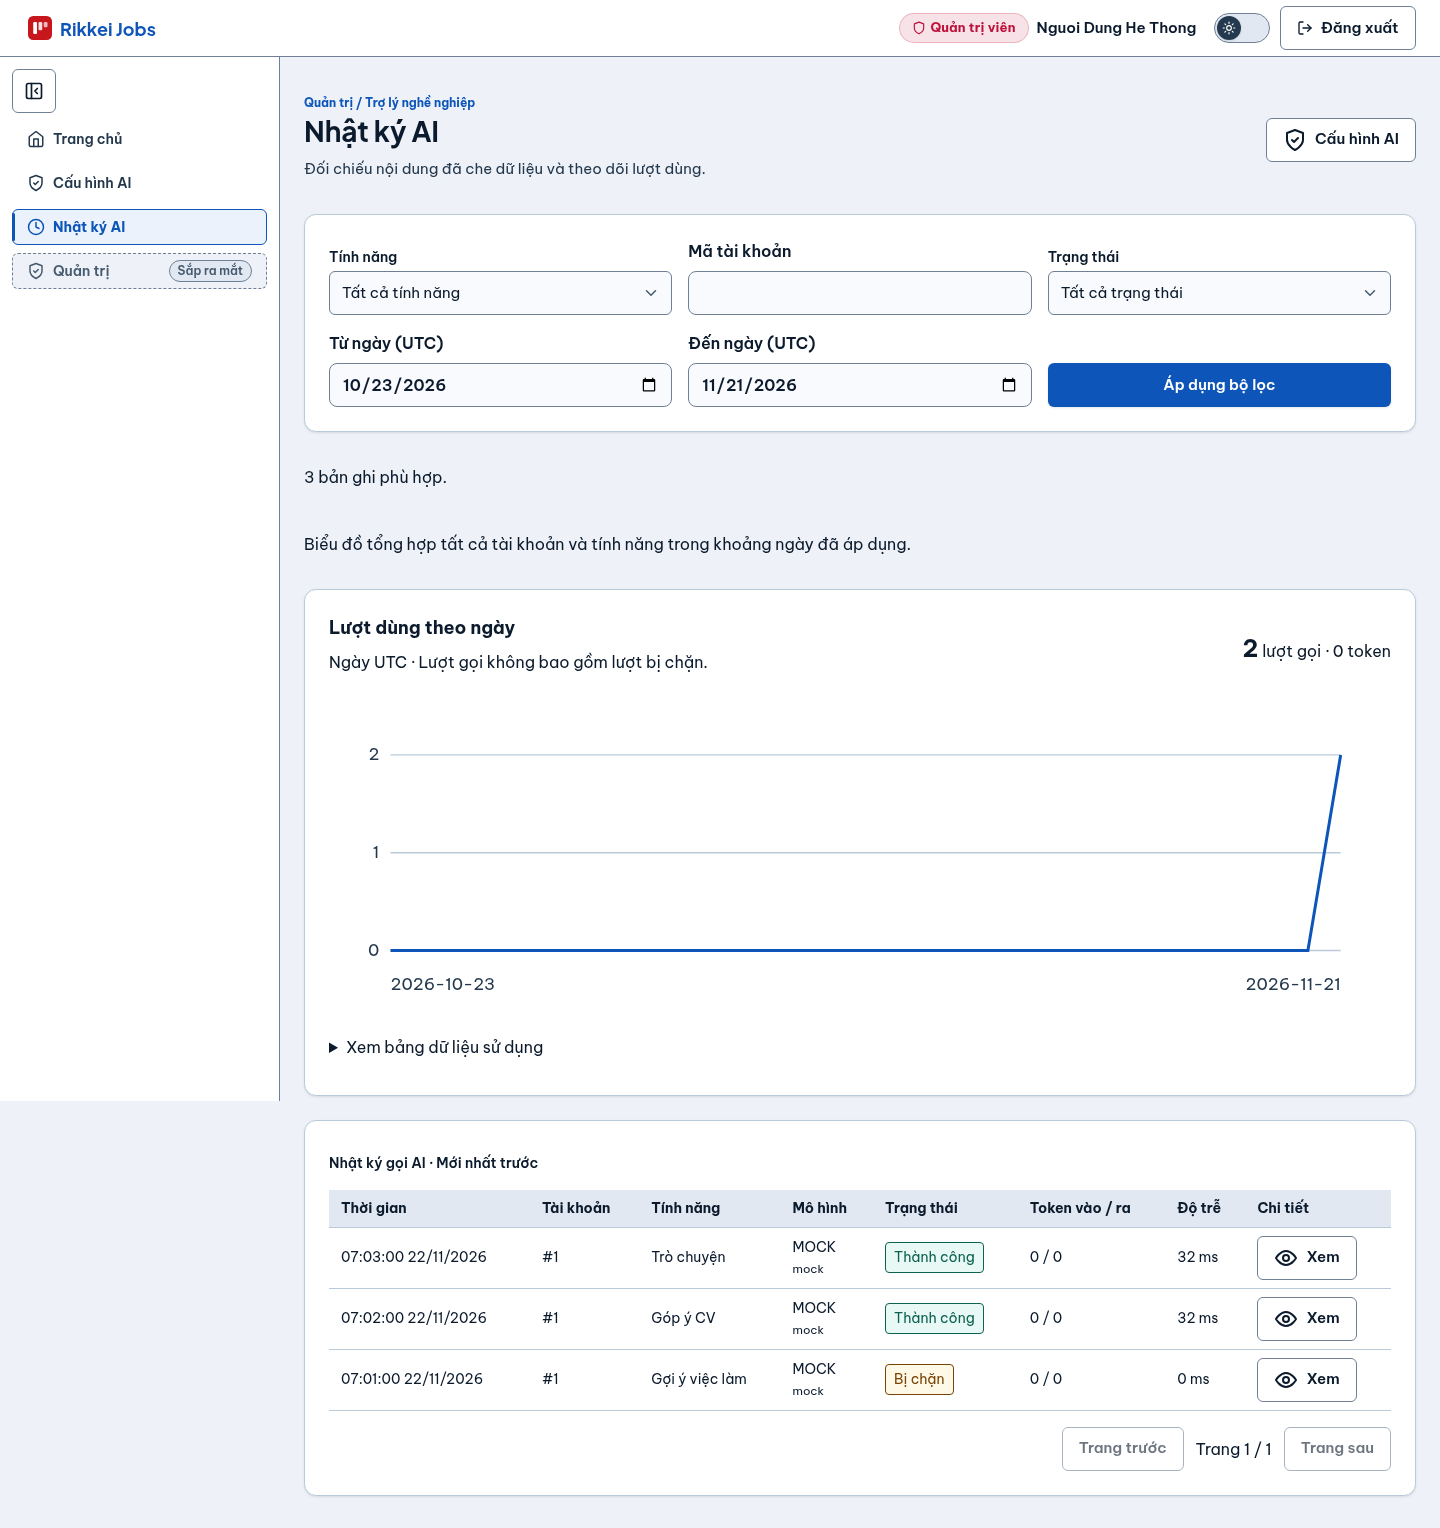 Rikkei Jobs
Quản trị viên
Nguoi Dung He Thong
Đăng xuất
Trang chủ
Cấu hình AI
Nhật ký AI
Quản trị
Sắp ra mắt
Quản trị / Trợ lý nghề nghiệp
Nhật ký AI
Đối chiếu nội dung đã che dữ liệu và theo dõi lượt dùng.
Cấu hình AI
Tính năng
Mã tài khoản
Trạng thái
Tất cả tính năng
Tất cả trạng thái
Từ ngày (UTC)
Đến ngày (UTC)
10/23/2026
11/21/2026
Áp dụng bộ lọc
3 bản ghi phù hợp.
Biểu đồ tổng hợp tất cả tài khoản và tính năng trong khoảng ngày đã áp dụng.
Lượt dùng theo ngày
Ngày UTC · Lượt gọi không bao gồm lượt bị chặn.
2 lượt gọi · 0 token
2
1
0
2026-10-23
2026-11-21
Xem bảng dữ liệu sử dụng
Nhật ký gọi AI · Mới nhất trước
Thời gian Tài khoản Tính năng Mô hình Trạng thái Token vào / ra Độ trễ Chi tiết
07:03:00 22/11/2026 #1 Trò chuyện MOCK mock Thành công 0 / 0 32 ms Xem
07:02:00 22/11/2026 #1 Góp ý CV MOCK mock Thành công 0 / 0 32 ms Xem
07:01:00 22/11/2026 #1 Gợi ý việc làm MOCK mock Bị chặn 0 / 0 0 ms Xem
Trang trước
Trang 1 / 1
Trang sau